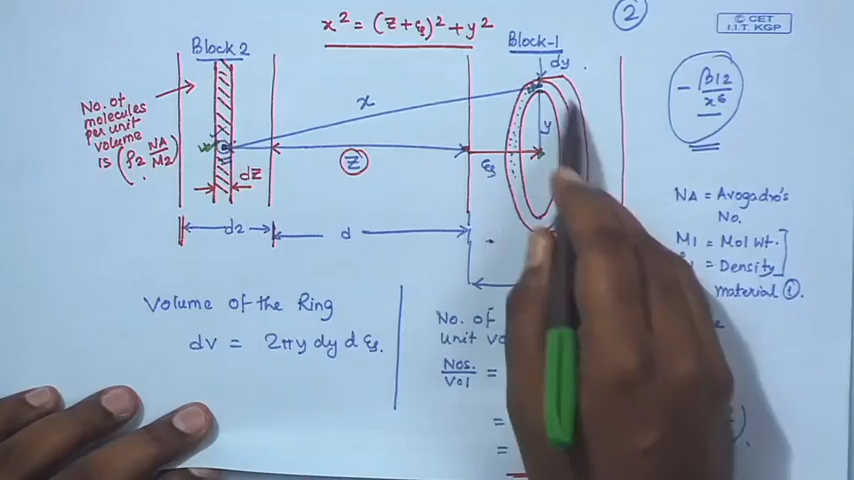 x² = (Z + ξ)² + y²
2
© CET
I.I.T. KGP
Block 2
Block-1
dy
No. of
molecules
per unit
volume
is (ρ2 NA/M2)
x
y
Z
ξ
dZ
d2
d
- β12/x⁶
NA = Avogadro's
No.
M1 = Mol wt.
= Density
material ①.
Volume of the Ring
dV = 2πy dy dξ.
No. of
unit vo
Nos./Vol =
=
=